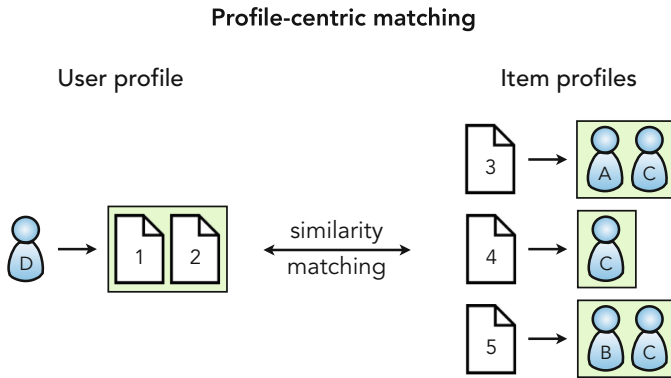 Profile-centric matching
User profile
Item profiles
3
A C
D
1 2
similarity
matching
4
C
5
B C